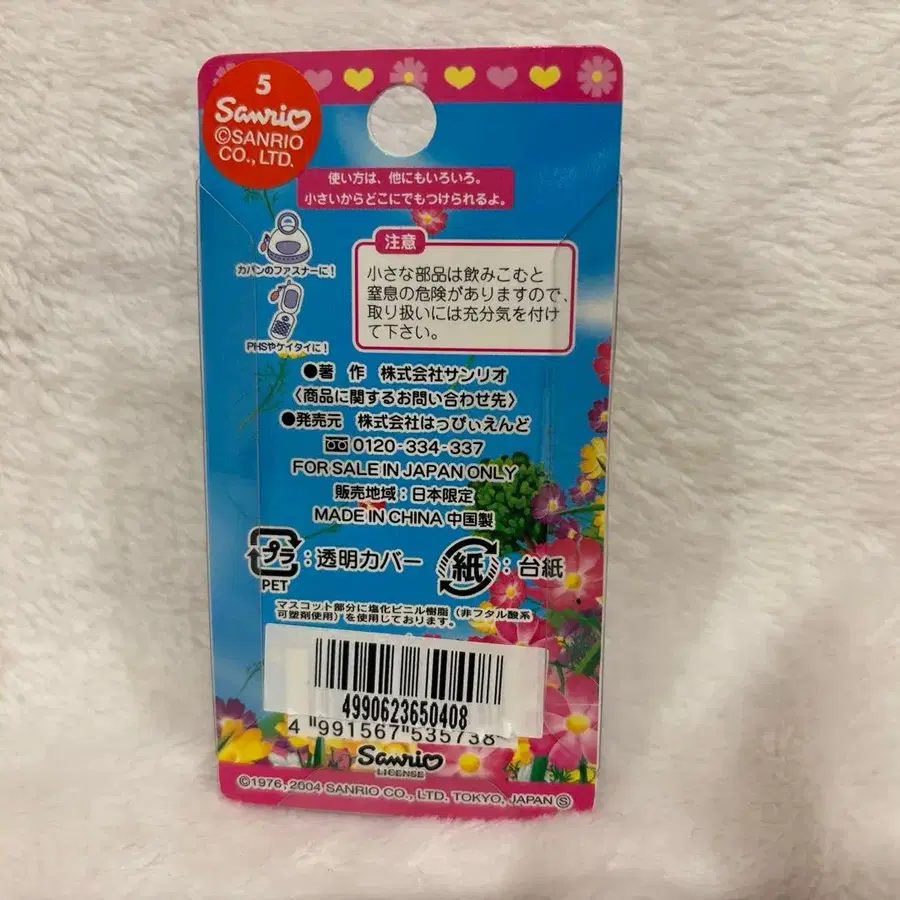 5
Sanrio
©SANRIO
CO., LTD.
使い方は、他にもいろいろ。
小さいからどこにでもつけられるよ。
カバンのファスナーに!
PHSやケイタイに!
注意
小さな部品は飲みこむと
窒息の危険がありますので、
取り扱いには充分気を付け
て下さい。
●著 作 株式会社サンリオ
〈商品に関するお問い合わせ先〉
●発売元 株式会社はっぴぃえんど
0120-334-337
FOR SALE IN JAPAN ONLY
販売地域：日本限定
MADE IN CHINA 中国製
プラ：透明カバー
PET
紙：台紙
マスコット部分に塩化ビニル樹脂（非フタル酸系
可塑剤使用）を使用しております。
4990623650408
4 991567 535738
Sanrio
LICENSE
©1976, 2004 SANRIO CO., LTD. TOKYO, JAPAN Ⓢ